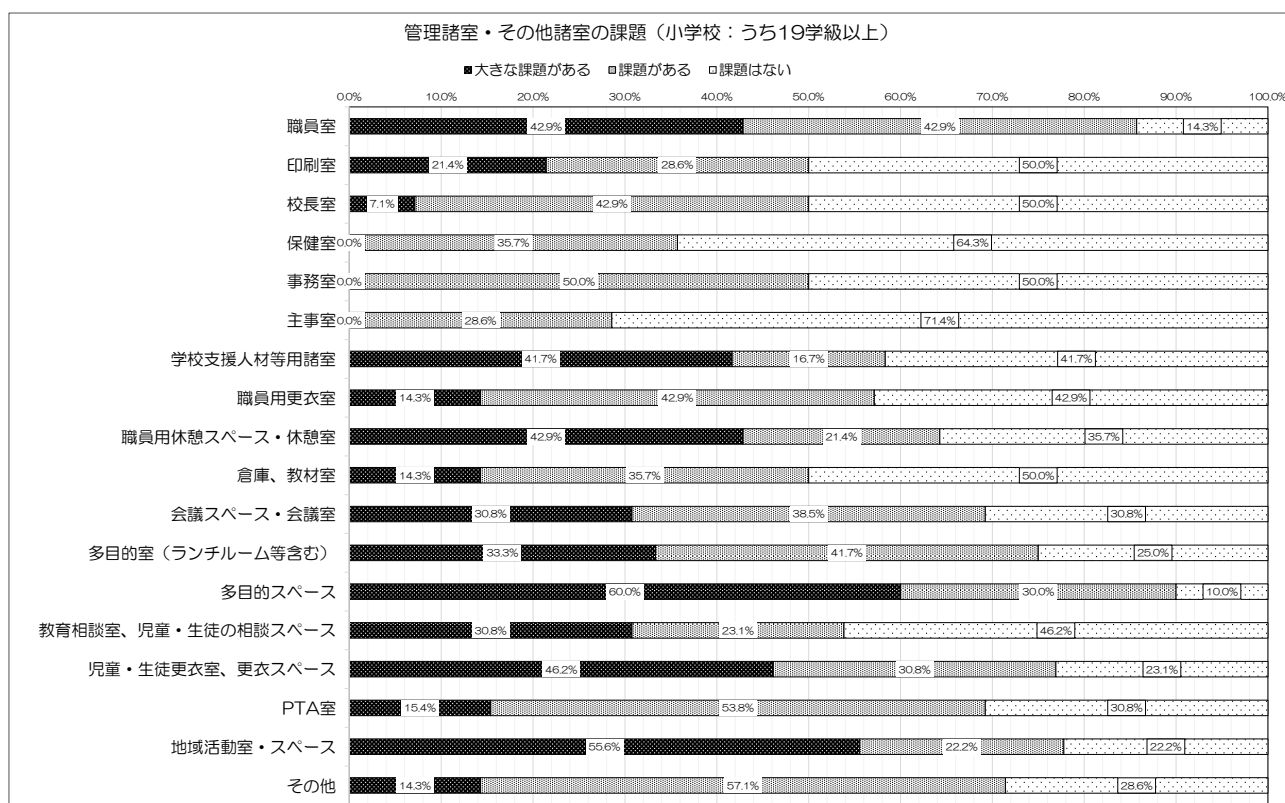 管理諸室・その他諸室の課題（小学校：うち19学級以上）
■大きな課題がある ■課題がある □課題はない
0.0% 10.0% 20.0% 30.0% 40.0% 50.0% 60.0% 70.0% 80.0% 90.0% 100.0%
職員室 42.9% 42.9% 14.3%
印刷室 21.4% 28.6% 50.0%
校長室 7.1% 42.9% 50.0%
保健室 0.0% 35.7% 64.3%
事務室 0.0% 50.0% 50.0%
主事室 0.0% 28.6% 71.4%
学校支援人材等用諸室 41.7% 16.7% 41.7%
職員用更衣室 14.3% 42.9% 42.9%
職員用休憩スペース・休憩室 42.9% 21.4% 35.7%
倉庫、教材室 14.3% 35.7% 50.0%
会議スペース・会議室 30.8% 38.5% 30.8%
多目的室（ランチルーム等含む） 33.3% 41.7% 25.0%
多目的スペース 60.0% 30.0% 10.0%
教育相談室、児童・生徒の相談スペース 30.8% 23.1% 46.2%
児童・生徒更衣室、更衣スペース 46.2% 30.8% 23.1%
PTA室 15.4% 53.8% 30.8%
地域活動室・スペース 55.6% 22.2% 22.2%
その他 14.3% 57.1% 28.6%